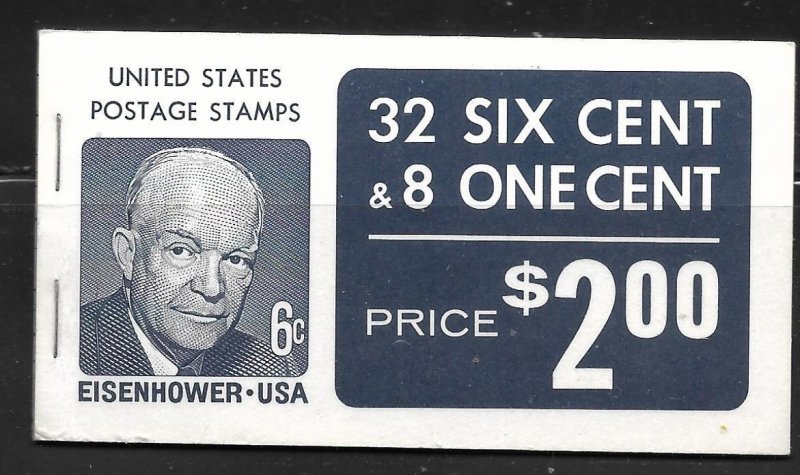 UNITED STATES
POSTAGE STAMPS
6c
EISENHOWER·USA
32 SIX CENT
& 8 ONE CENT
PRICE $2.00